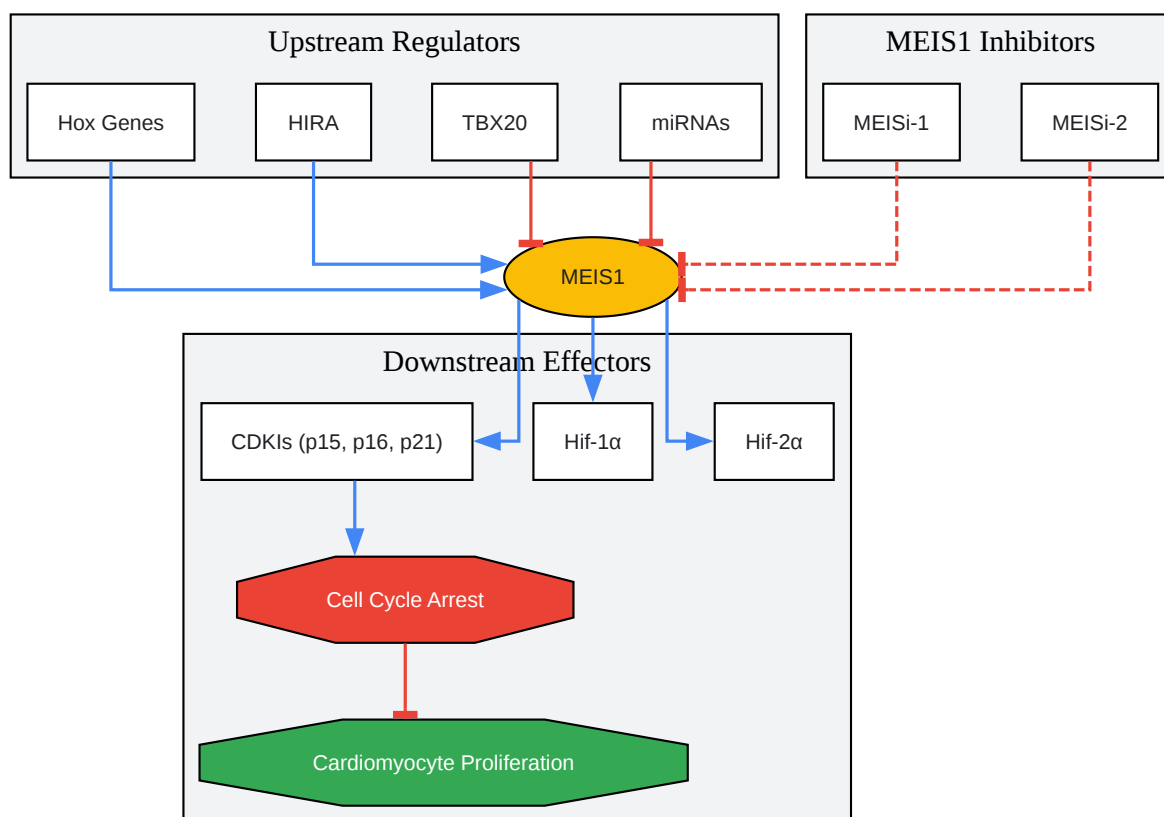 Upstream Regulators
MEIS1 Inhibitors
Hox Genes
HIRA
TBX20
miRNAs
MEISi-1
MEISi-2
MEIS1
Downstream Effectors
CDKIs (p15, p16, p21)
Hif-1α
Hif-2α
Cell Cycle Arrest
Cardiomyocyte Proliferation